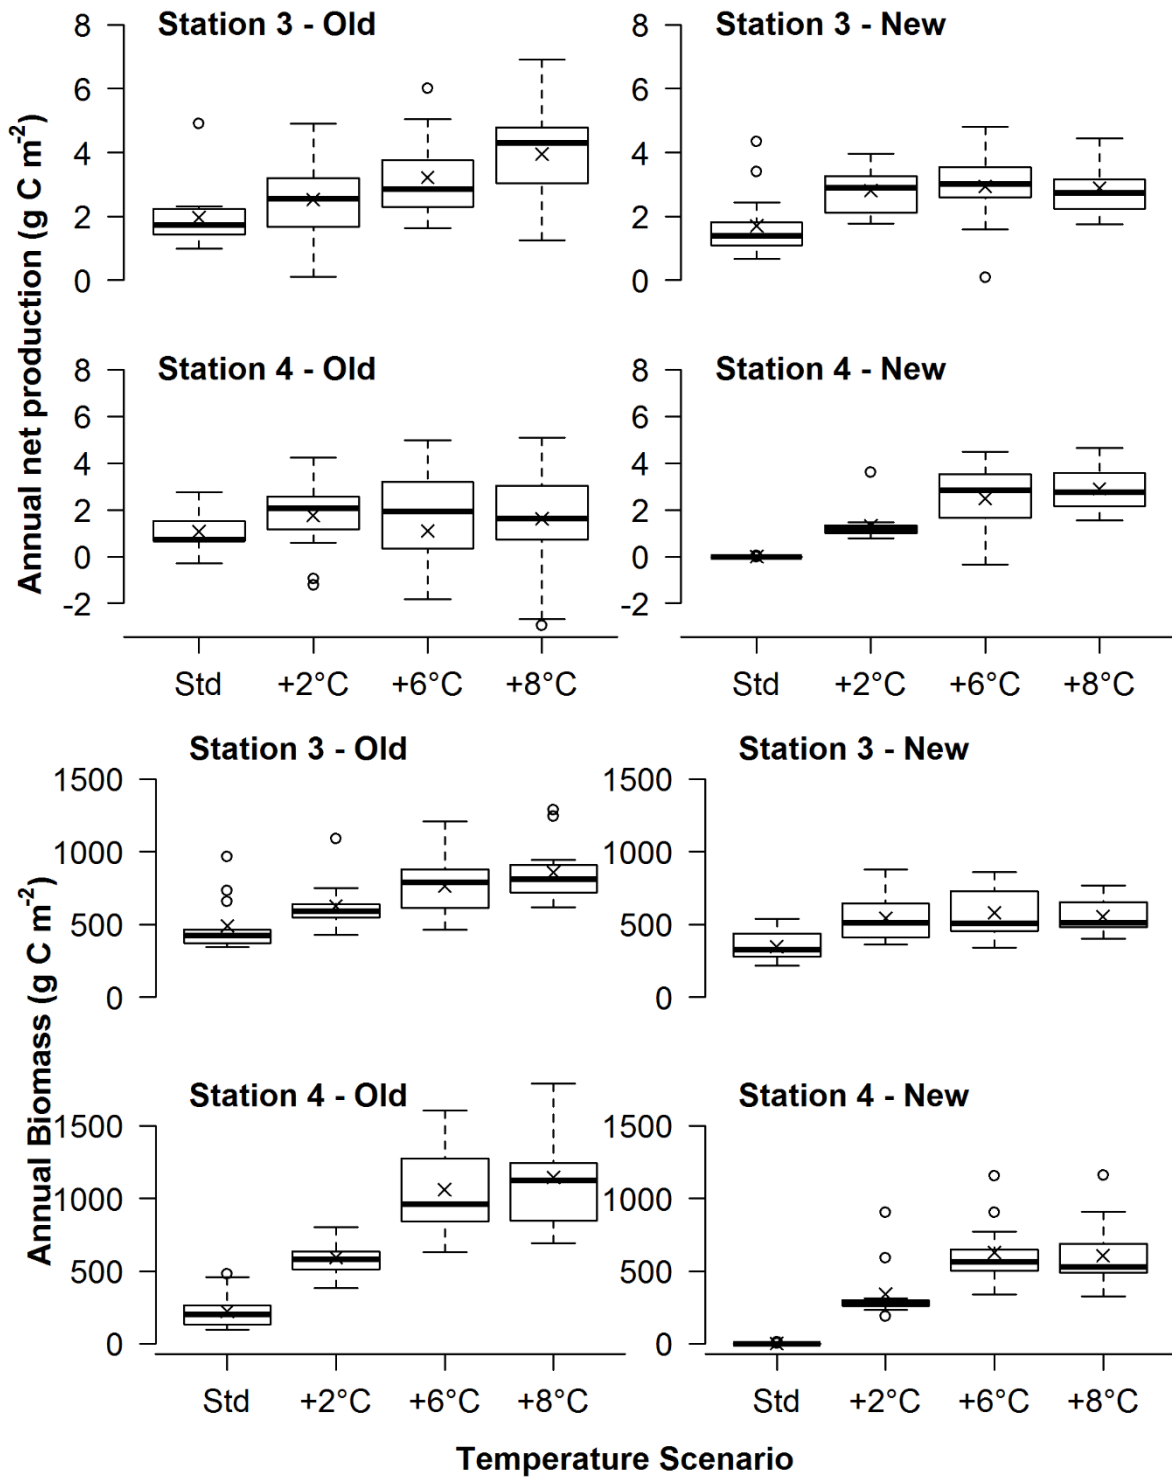 Annual net production (g C m⁻²)
Station 3 - Old
8
6
4
2
0
Station 3 - New
8
6
4
2
0
Station 4 - Old
8
6
4
2
0
-2
Std +2°C +6°C +8°C
Station 4 - New
8
6
4
2
0
-2
Std +2°C +6°C +8°C
Annual Biomass (g C m⁻²)
Station 3 - Old
1500
1000
500
0
Station 3 - New
1500
1000
500
0
Station 4 - Old
1500
1000
500
0
Std +2°C +6°C +8°C
Station 4 - New
1500
1000
500
0
Std +2°C +6°C +8°C
Temperature Scenario